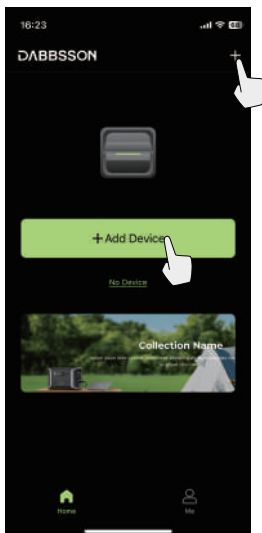 16:23
DABBSSON
+
+ Add Device
No Device
Collection Name
Home
Me